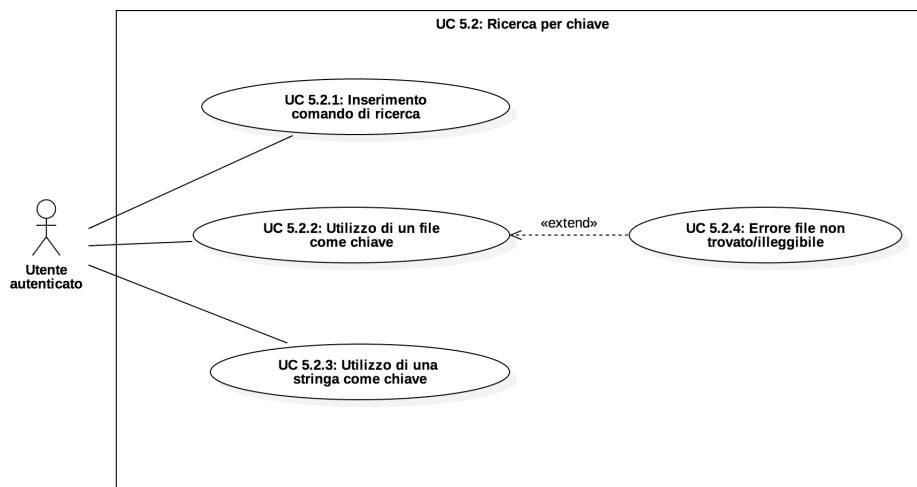 UC 5.2: Ricerca per chiave
UC 5.2.1: Inserimento
comando di ricerca
UC 5.2.2: Utilizzo di un file
come chiave
«extend»
UC 5.2.4: Errore file non
trovato/illeggibile
Utente
autenticato
UC 5.2.3: Utilizzo di una
stringa come chiave